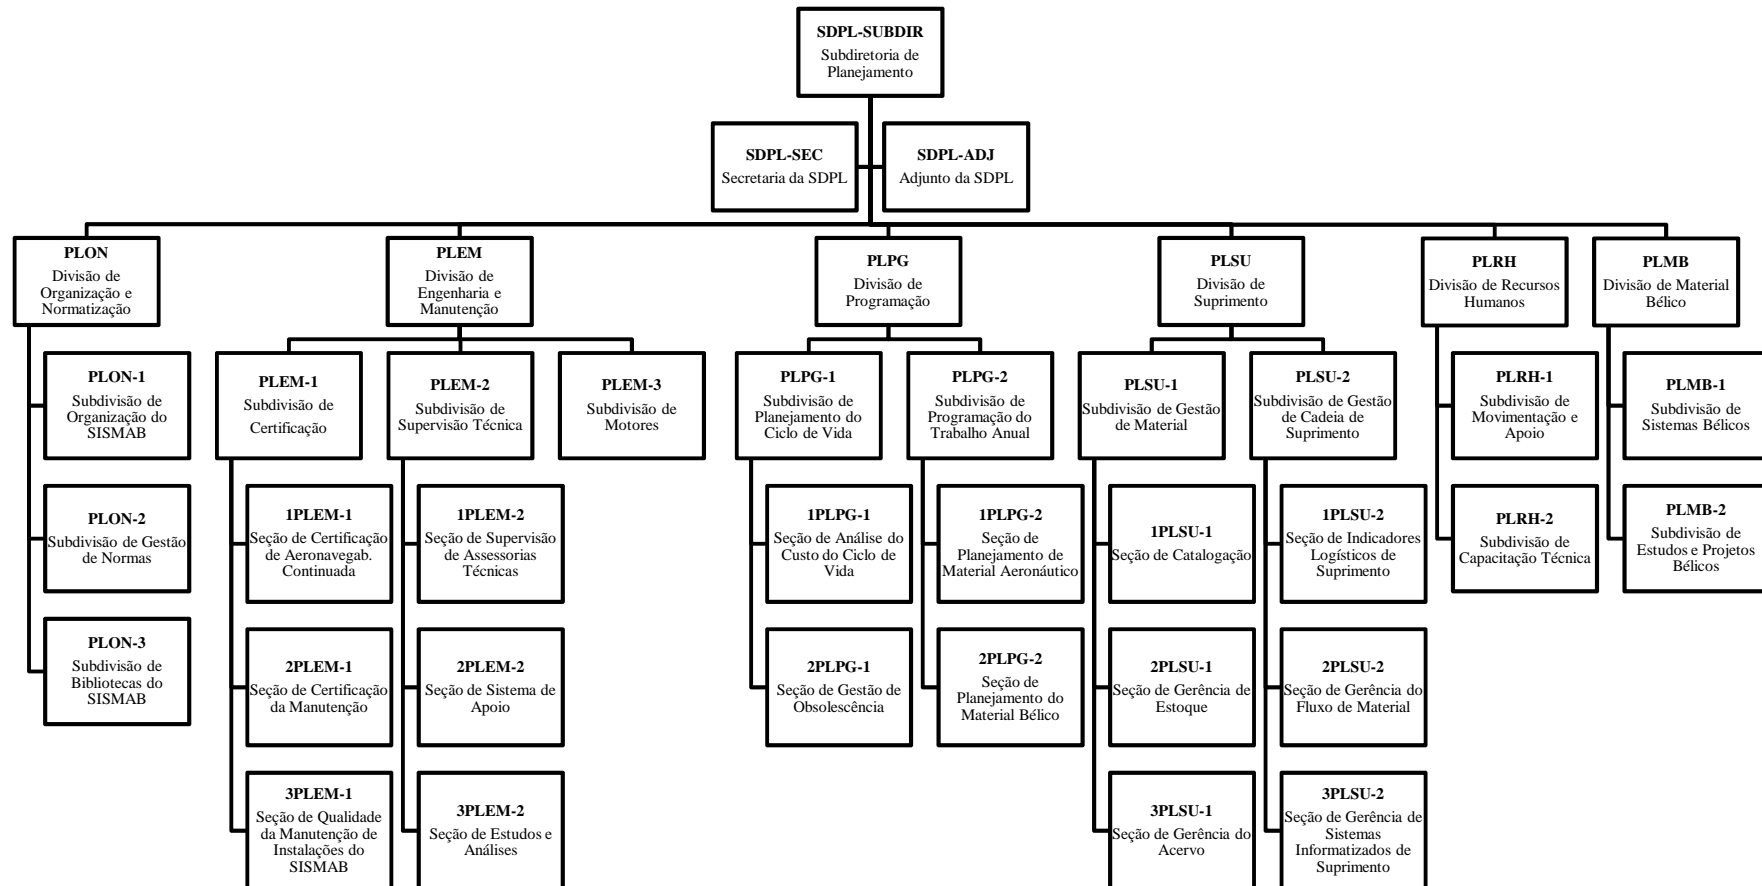 SDPL-SUBDIR
Subdiretoria de
Planejamento
SDPL-SEC
Secretaria da SDPL
SDPL-ADJ
Adjunto da SDPL
PLON
Divisão de
Organização e
Normatização
PLEM
Divisão de
Engenharia e
Manutenção
PLPG
Divisão de
Programação
PLSU
Divisão de
Suprimento
PLRH
Divisão de Recursos
Humanos
PLMB
Divisão de Material
Bélico
PLON-1
Subdivisão de
Organização do
SISMAB
PLEM-1
Subdivisão de
Certificação
PLEM-2
Subdivisão de
Supervisão Técnica
PLEM-3
Subdivisão de
Motores
PLPG-1
Subdivisão de
Planejamento do
Ciclo de Vida
PLPG-2
Subdivisão de
Programação do
Trabalho Anual
PLSU-1
Subdivisão de Gestão
de Material
PLSU-2
Subdivisão de Gestão
de Cadeia de
Suprimento
PLRH-1
Subdivisão de
Movimentação e
Apoio
PLMB-1
Subdivisão de
Sistemas Bélicos
PLON-2
Subdivisão de Gestão
de Normas
1PLEM-1
Seção de Certificação
de Aeronavegab.
Continuada
1PLEM-2
Seção de Supervisão
de Assessorias
Técnicas
1PLPG-1
Seção de Análise do
Custo do Ciclo de
Vida
1PLPG-2
Seção de
Planejamento de
Material Aeronáutico
1PLSU-1
Seção de Catalogação
1PLSU-2
Seção de Indicadores
Logísticos de
Suprimento
PLRH-2
Subdivisão de
Capacitação Técnica
PLMB-2
Subdivisão de
Estudos e Projetos
Bélicos
PLON-3
Subdivisão de
Bibliotecas do
SISMAB
2PLEM-1
Seção de Certificação
da Manutenção
2PLEM-2
Seção de Sistema de
Apoio
2PLPG-1
Seção de Gestão de
Obsolescência
2PLPG-2
Seção de
Planejamento do
Material Bélico
2PLSU-1
Seção de Gerência de
Estoque
2PLSU-2
Seção de Gerência do
Fluxo de Material
3PLEM-1
Seção de Qualidade
da Manutenção de
Instalações do
SISMAB
3PLEM-2
Seção de Estudos e
Análises
3PLSU-1
Seção de Gerência do
Acervo
3PLSU-2
Seção de Gerência de
Sistemas
Informatizados de
Suprimento